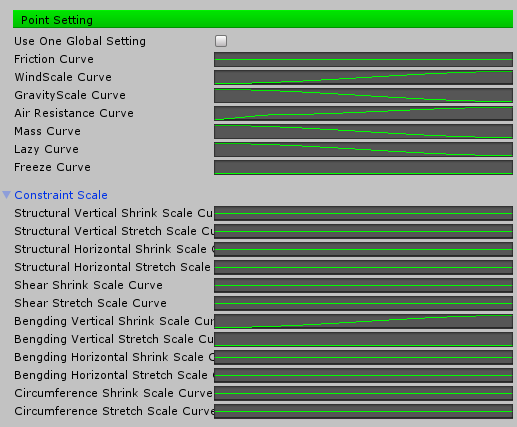 Point Setting
Use One Global Setting
Friction Curve
WindScale Curve
GravityScale Curve
Air Resistance Curve
Mass Curve
Lazy Curve
Freeze Curve
Constraint Scale
Structural Vertical Shrink Scale Cu
Structural Vertical Stretch Scale Cu
Structural Horizontal Shrink Scale C
Structural Horizontal Stretch Scale
Shear Shrink Scale Curve
Shear Stretch Scale Curve
Bengding Vertical Shrink Scale Cur
Bengding Vertical Stretch Scale Cu
Bengding Horizontal Shrink Scale C
Bengding Horizontal Stretch Scale (
Circumference Shrink Scale Curve
Circumference Stretch Scale Curve